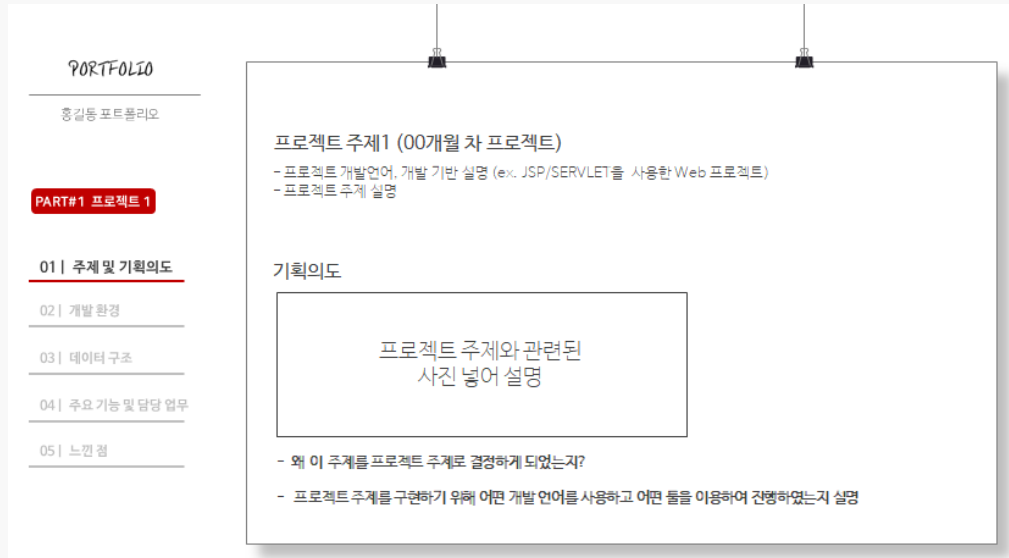 PORTFOLIO
홍길동 포트폴리오
PART#1 프로젝트 1
01 | 주제 및 기획의도
02 | 개발 환경
03 | 데이터 구조
04 | 주요 기능 및 담당 업무
05 | 느낀 점
프로젝트 주제1 (00개월 차 프로젝트)
- 프로젝트 개발언어, 개발 기반 설명 (ex. JSP/SERVLET을 사용한 Web 프로젝트)
- 프로젝트 주제 설명
기획의도
프로젝트 주제와 관련된
사진 넣어 설명
- 왜 이 주제를 프로젝트 주제로 결정하게 되었는지?
- 프로젝트 주제를 구현하기 위해 어떤 개발 언어를 사용하고 어떤 툴을 이용하여 진행하였는지 설명